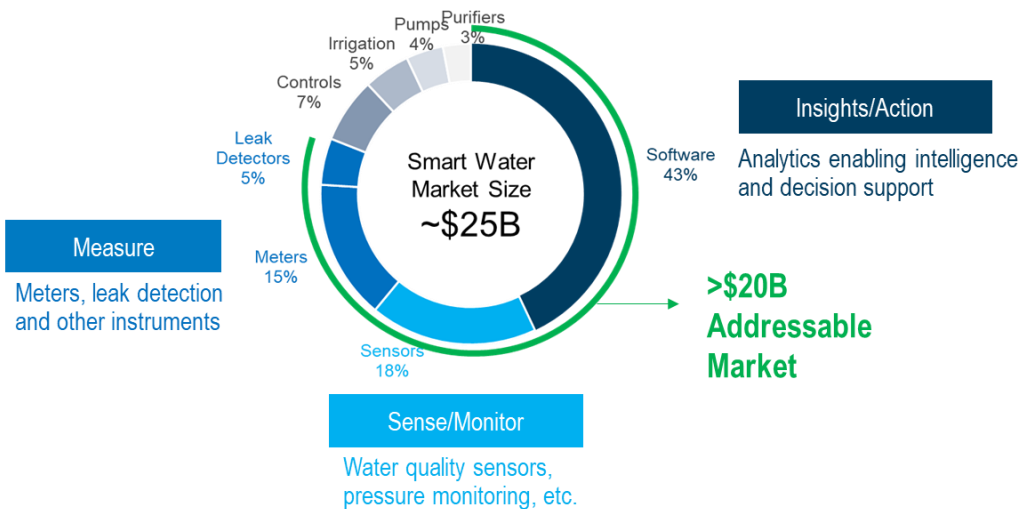 Purifiers
3%
Pumps
4%
Irrigation
5%
Controls
7%
Leak
Detectors
5%
Meters
15%
Sensors
18%
Software
43%
Smart Water
Market Size
~$25B
Insights/Action
Analytics enabling intelligence
and decision support
>$20B
Addressable
Market
Measure
Meters, leak detection
and other instruments
Sense/Monitor
Water quality sensors,
pressure monitoring, etc.